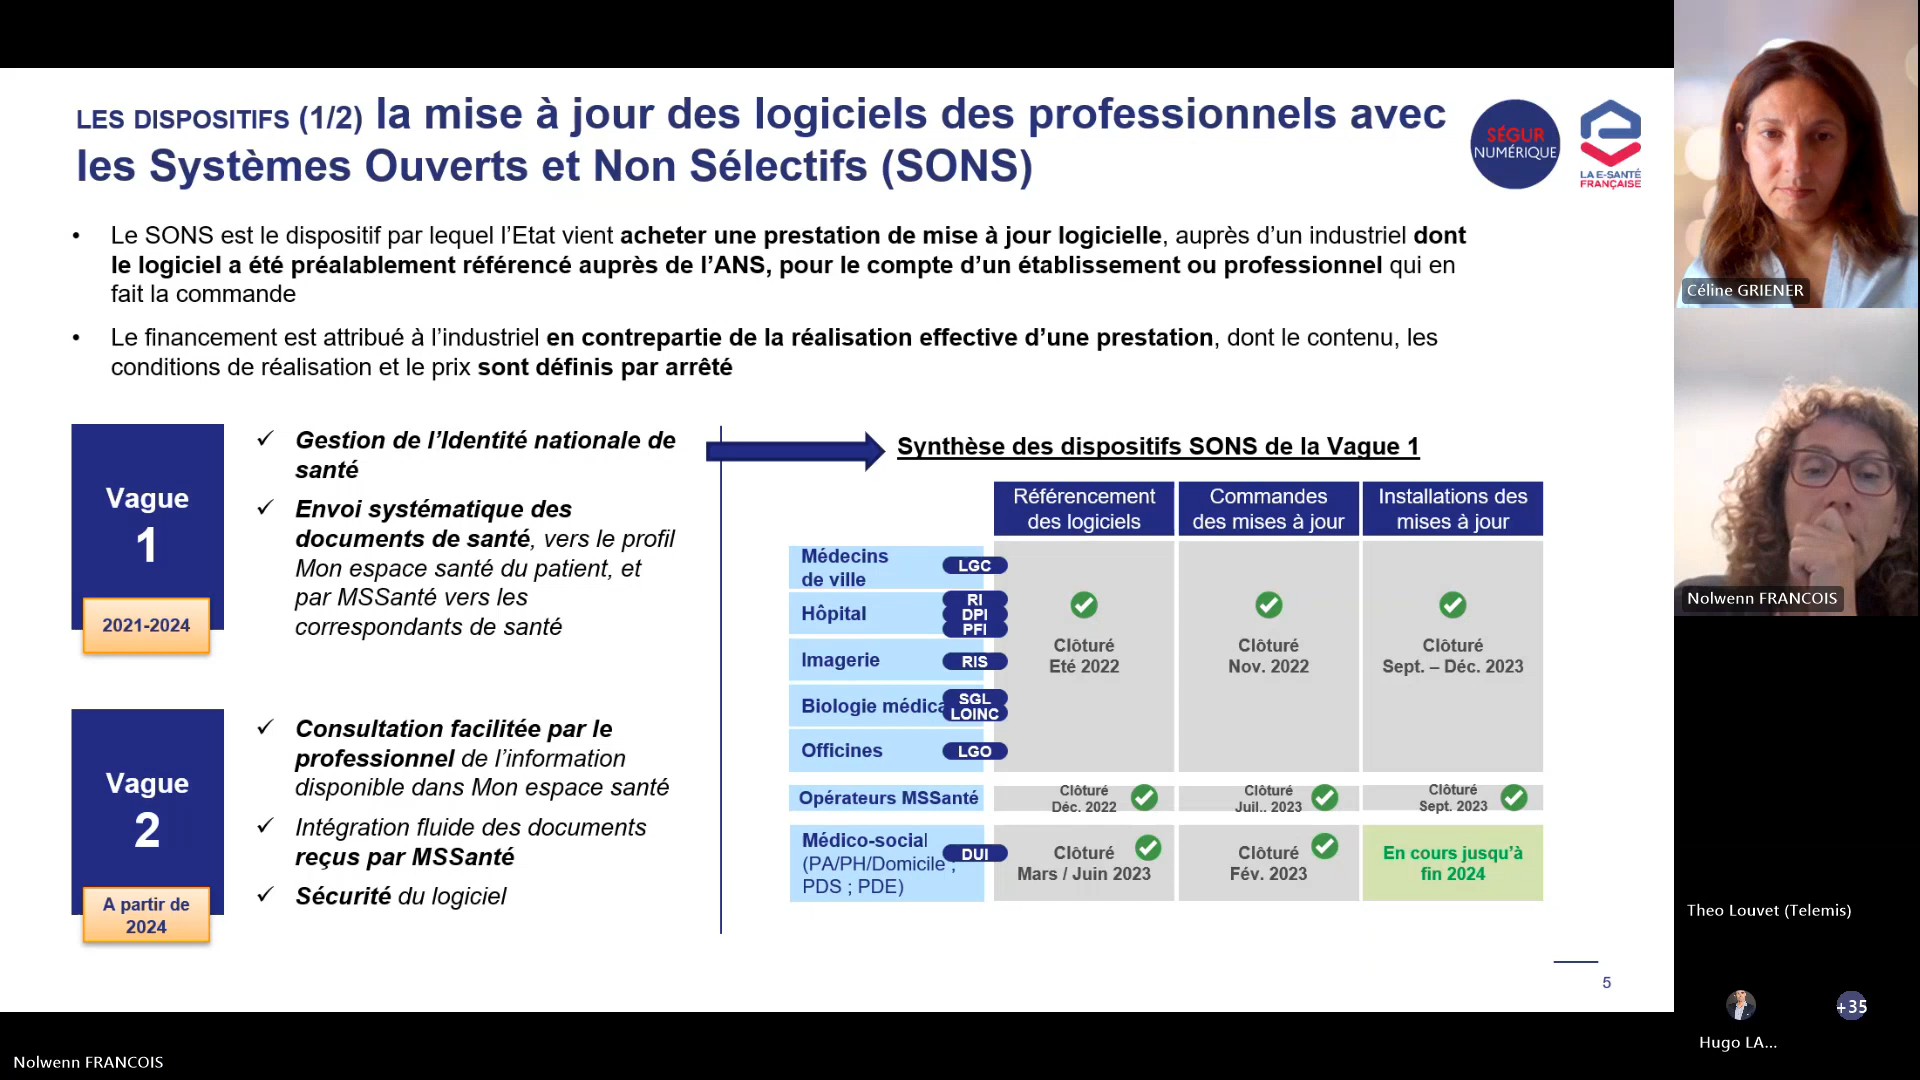 LES DISPOSITIFS (1/2) la mise à jour des logiciels des professionnels avec
les Systèmes Ouverts et Non Sélectifs (SONS)
SÉGUR
NUMÉRIQUE
LA E-SANTÉ
FRANÇAISE
• Le SONS est le dispositif par lequel l'Etat vient acheter une prestation de mise à jour logicielle, auprès d'un industriel dont
le logiciel a été préalablement référencé auprès de l'ANS, pour le compte d'un établissement ou professionnel qui en
fait la commande
• Le financement est attribué à l'industriel en contrepartie de la réalisation effective d'une prestation, dont le contenu, les
conditions de réalisation et le prix sont définis par arrêté
Vague
1
2021-2024
✓ Gestion de l'Identité nationale de
santé
✓ Envoi systématique des
documents de santé, vers le profil
Mon espace santé du patient, et
par MSSanté vers les
correspondants de santé
Vague
2
A partir de
2024
✓ Consultation facilitée par le
professionnel de l'information
disponible dans Mon espace santé
✓ Intégration fluide des documents
reçus par MSSanté
✓ Sécurité du logiciel
Synthèse des dispositifs SONS de la Vague 1
Référencement
des logiciels
Commandes
des mises à jour
Installations des
mises à jour
Médecins
de ville
LGC
Hôpital
RI
DPI
PFI
Imagerie
RIS
Biologie médica
SGL
LOINC
Officines
LGO
Clôturé
Eté 2022
Clôturé
Nov. 2022
Clôturé
Sept. – Déc. 2023
Opérateurs MSSanté
Clôturé
Déc. 2022
Clôturé
Juil.. 2023
Clôturé
Sept. 2023
Médico-social
(PA/PH/Domicile ;
PDS ; PDE)
DUI
Clôturé
Mars / Juin 2023
Clôturé
Fév. 2023
En cours jusqu'à
fin 2024
5
Céline GRIENER
Nolwenn FRANCOIS
Theo Louvet (Telemis)
+35
Hugo LA...
Nolwenn FRANCOIS